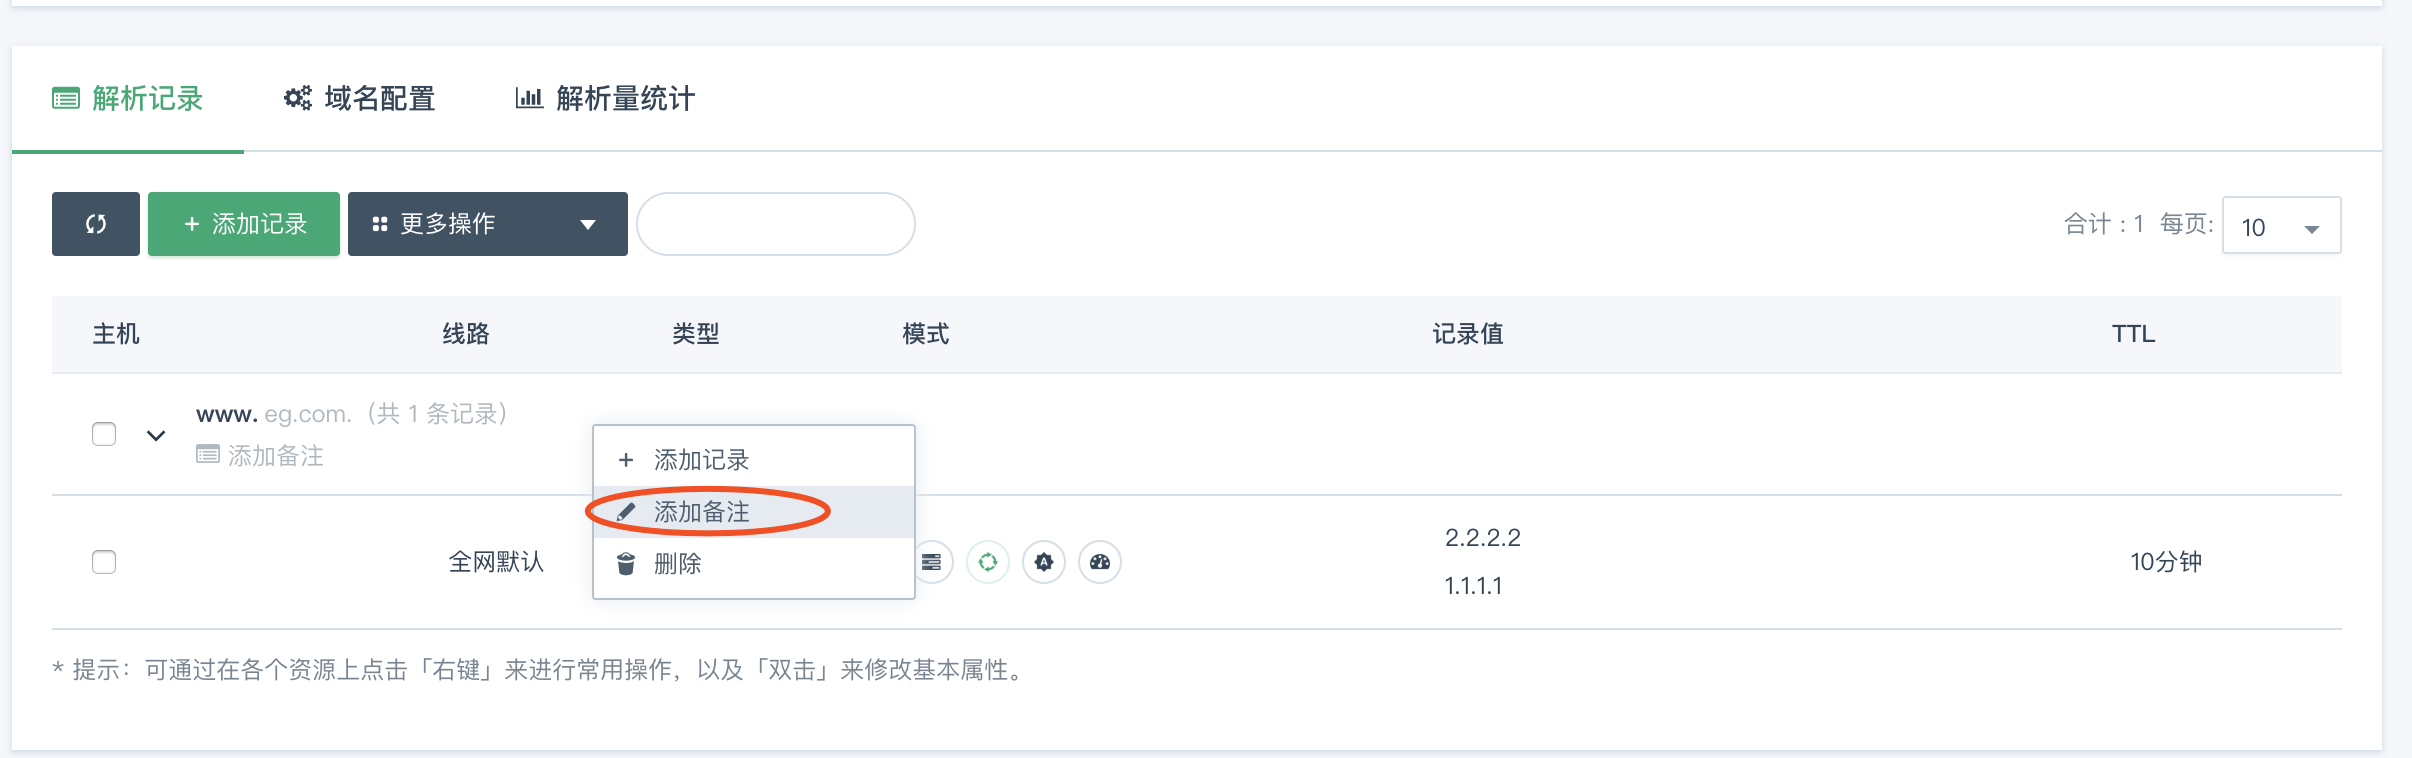 解析记录 域名配置 解析量统计
+ 添加记录 更多操作 合计 : 1 每页: 10
主机 线路 类型 模式 记录值 TTL
www. eg.com.（共 1 条记录）
添加备注
+ 添加记录
添加备注
删除
全网默认 A 2.2.2.2 10分钟
1.1.1.1
* 提示：可通过在各个资源上点击「右键」来进行常用操作，以及「双击」来修改基本属性。